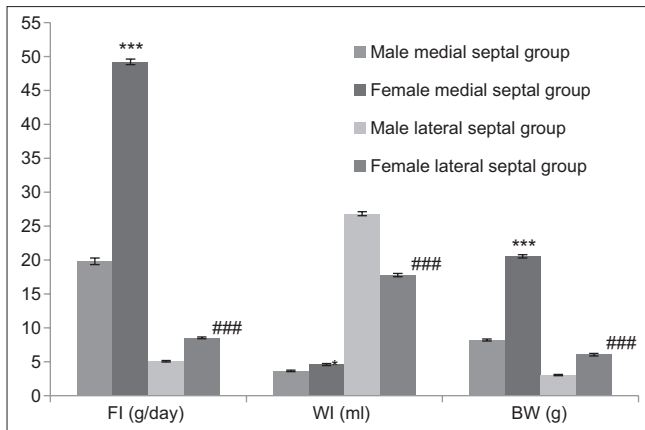 55
50
45
40
35
30
25
20
15
10
5
0
***
###
*
###
***
###
Male medial septal group
Female medial septal group
Male lateral septal group
Female lateral septal group
FI (g/day)
WI (ml)
BW (g)